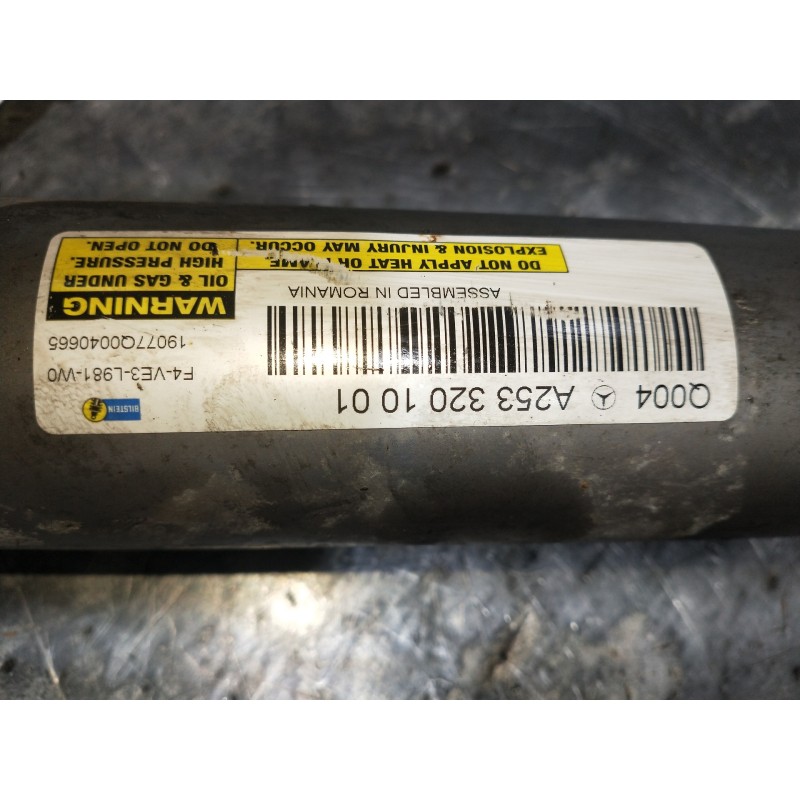 Q004 A253 320 10 01
ASSEMBLED IN ROMANIA
DO NOT APPLY HEAT OR FLAME.
EXPLOSION & INJURY MAY OCCUR.
BILSTEIN
F4-VE3-L981-W0
19077Q0040665
WARNING
OIL & GAS UNDER
HIGH PRESSURE.
DO NOT OPEN.